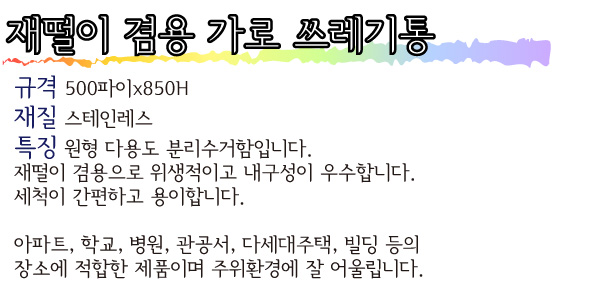 재떨이 겸용 가로 쓰레기통
규격 500파이x850H
재질 스테인레스
특징 원형 다용도 분리수거함입니다.
재떨이 겸용으로 위생적이고 내구성이 우수합니다.
세척이 간편하고 용이합니다.
아파트, 학교, 병원, 관공서, 다세대주택, 빌딩 등의
장소에 적합한 제품이며 주위환경에 잘 어울립니다.